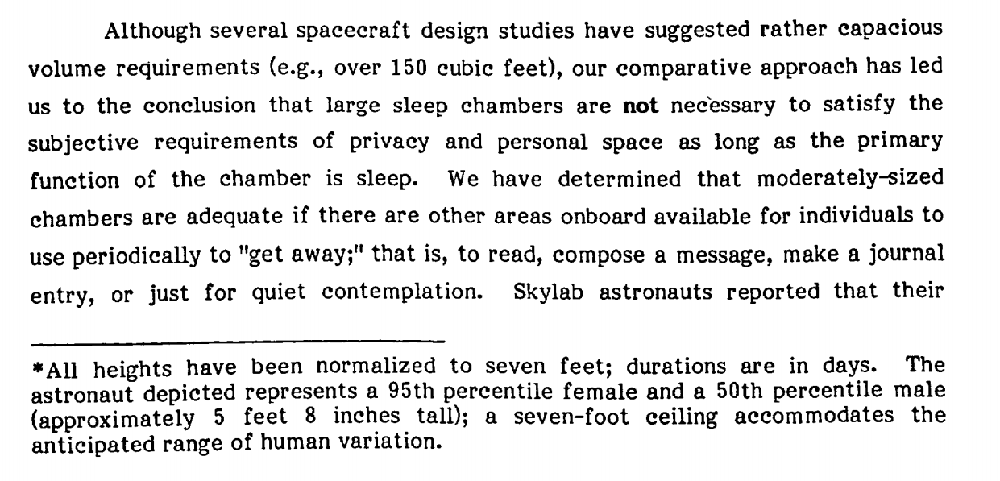 Although several spacecraft design studies have suggested rather capacious
volume requirements (e.g., over 150 cubic feet), our comparative approach has led
us to the conclusion that large sleep chambers are not necessary to satisfy the
subjective requirements of privacy and personal space as long as the primary
function of the chamber is sleep. We have determined that moderately-sized
chambers are adequate if there are other areas onboard available for individuals to
use periodically to "get away;" that is, to read, compose a message, make a journal
entry, or just for quiet contemplation. Skylab astronauts reported that their
*All heights have been normalized to seven feet; durations are in days. The
astronaut depicted represents a 95th percentile female and a 50th percentile male
(approximately 5 feet 8 inches tall); a seven-foot ceiling accommodates the
anticipated range of human variation.